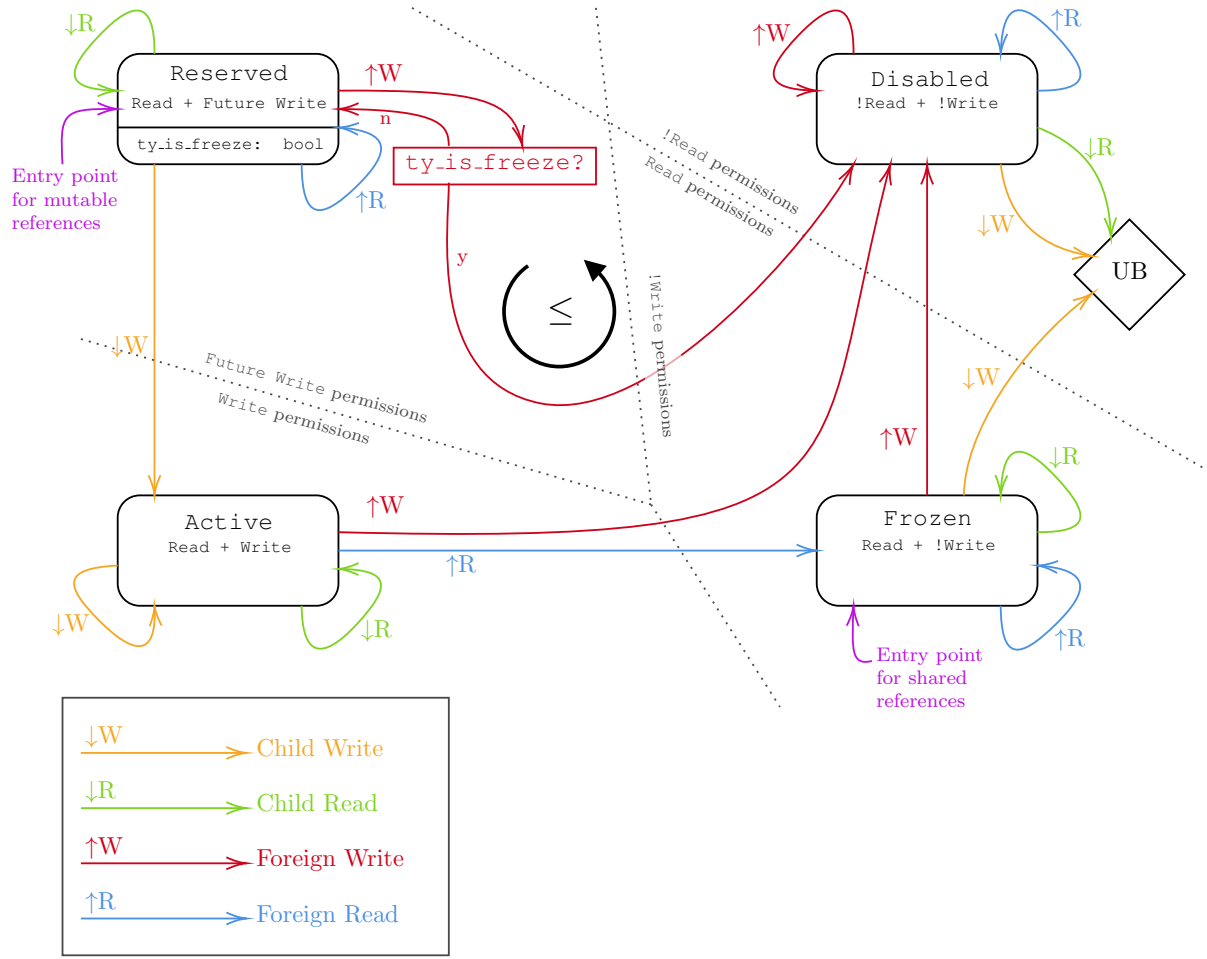 ↓R
Reserved
Read + Future Write
ty_is_freeze: bool
↑W
n
ty_is_freeze?
↑R
Entry point
for mutable
references
y
≤
!Read permissions
Read permissions
!Write permissions
↑W
Disabled
!Read + !Write
↑R
↓R
↓W
UB
↓W
Future Write permissions
Write permissions
↓W
↑W
Active
Read + Write
↑W
↑R
↓W
↓R
Frozen
Read + !Write
↓R
↑R
Entry point
for shared
references
↓W
Child Write
↓R
Child Read
↑W
Foreign Write
↑R
Foreign Read